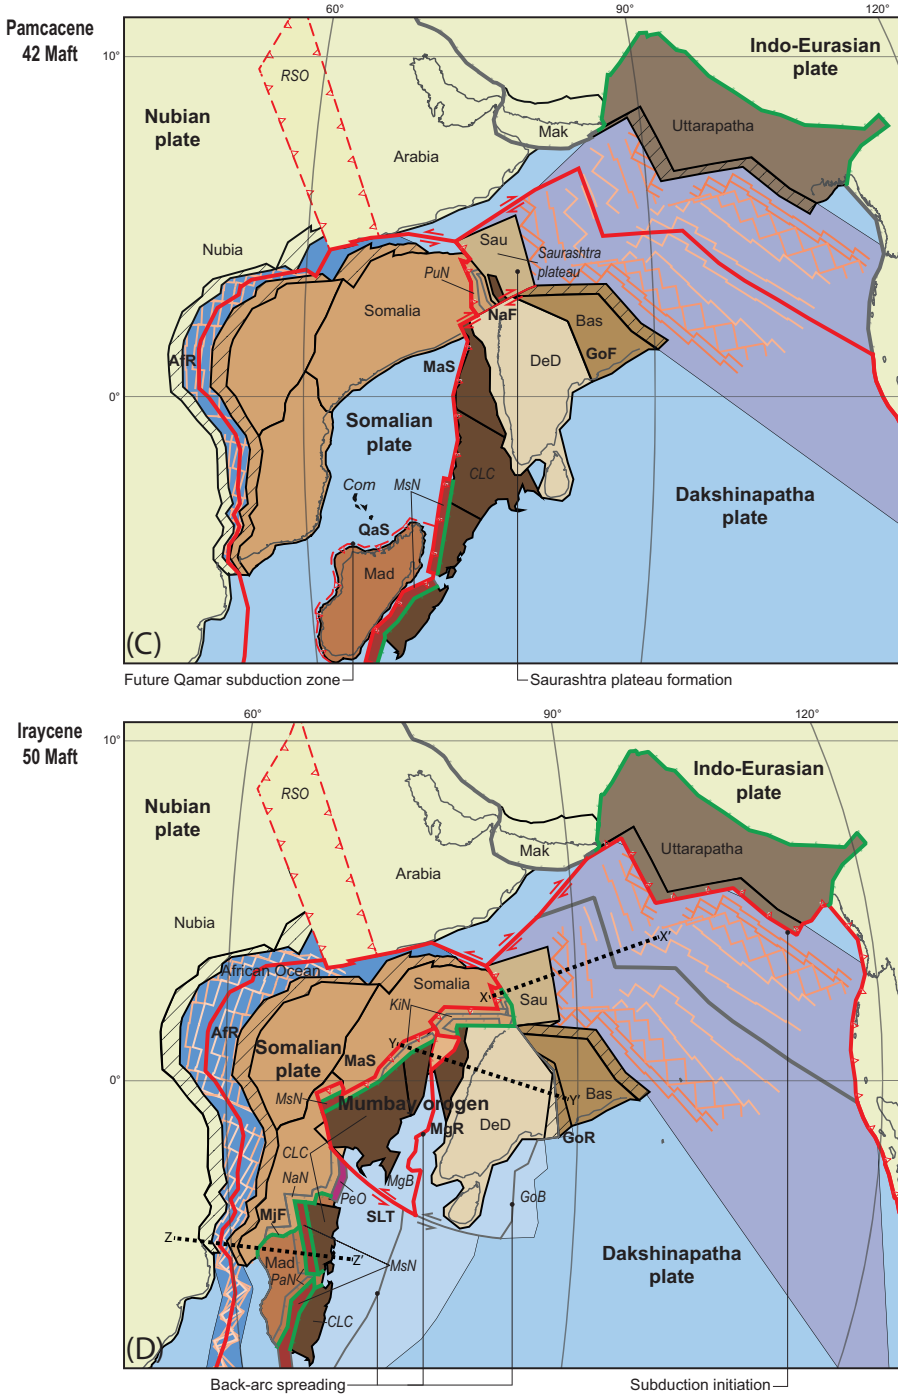 Pamcacene
42 Maft
60°
90°
120°
10°
RSO
Indo-Eurasian
plate
Nubian
plate
Mak
Uttarapatha
Arabia
Nubia
Sau
Saurashtra
plateau
PuN
Somalia
NaF
Bas
AfR
MaS
DeD
GoF
0°
Somalian
plate
CLC
Com
MsN
Dakshinapatha
plate
QaS
Mad
(C)
Future Qamar subduction zone
Saurashtra plateau formation
Iraycene
50 Maft
60°
90°
120°
10°
Indo-Eurasian
plate
RSO
Nubian
plate
Mak
Uttarapatha
Arabia
Nubia
X'
African Ocean
Somalia
X
Sau
KiN
AfR
Somalian
plate
Y
MaS
0°
MsN
Mumbay orogen
Y'
Bas
MgR
DeD
GoR
CLC
NaN
PeO
MgB
GoB
MjF
SLT
Z
Z'
Mad
MsN
PaN
Dakshinapatha
plate
CLC
(D)
Back-arc spreading
Subduction initiation